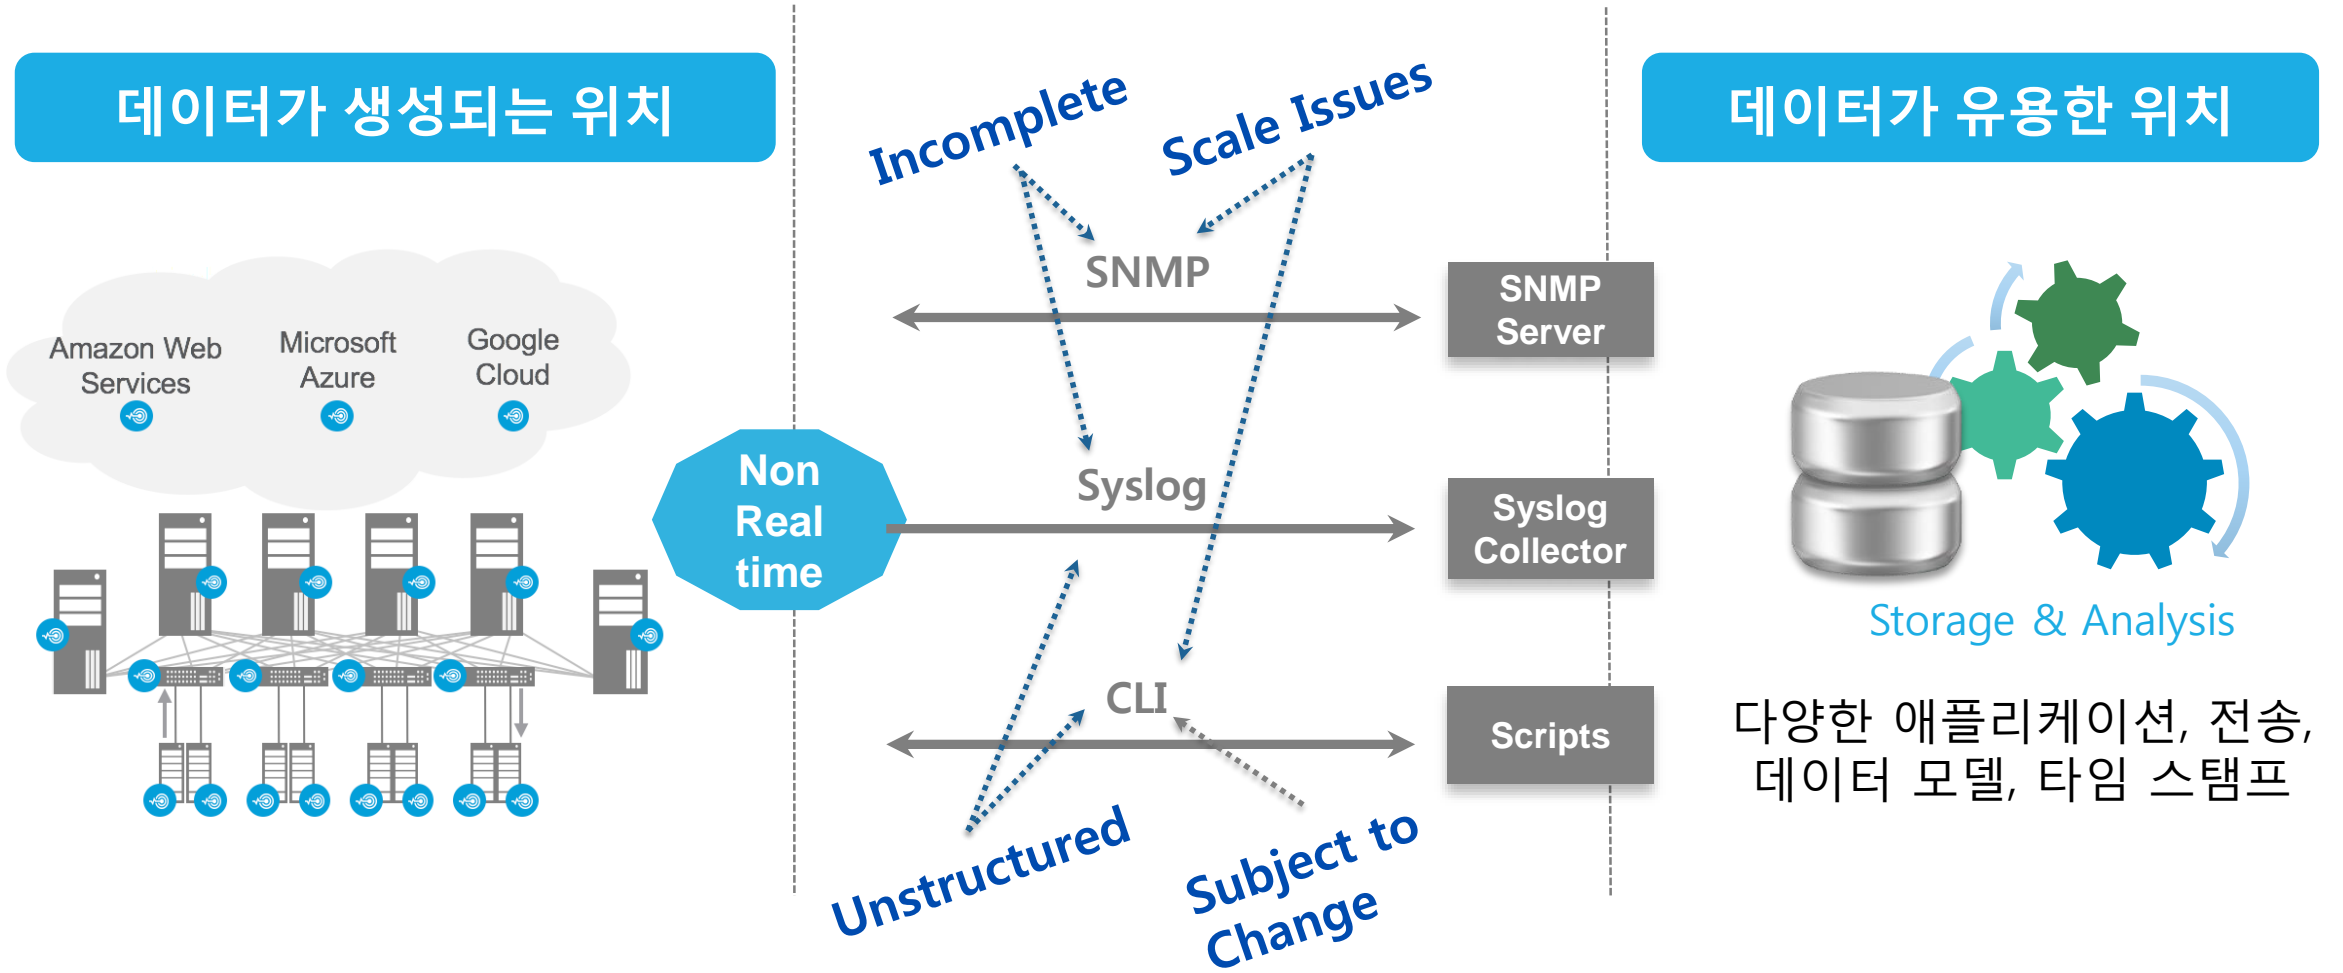 데이터가 생성되는 위치
Amazon Web
Services
Microsoft
Azure
Google
Cloud
Non
Real
time
Incomplete
Scale Issues
SNMP
Syslog
CLI
Unstructured
Subject to
Change
SNMP
Server
Syslog
Collector
Scripts
데이터가 유용한 위치
Storage & Analysis
다양한 애플리케이션, 전송,
데이터 모델, 타임 스탬프